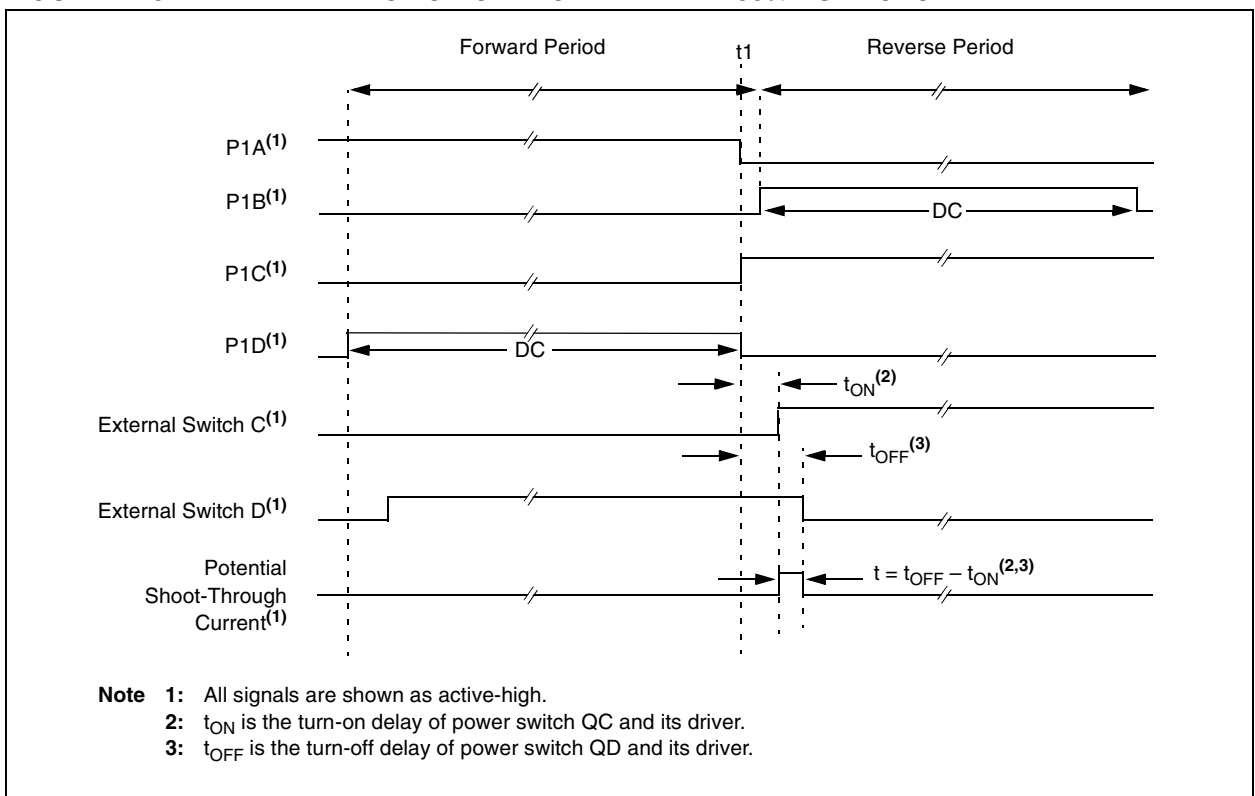 Forward Period
t1
Reverse Period
P1A(1)
P1B(1)
DC
P1C(1)
P1D(1)
DC
tON(2)
External Switch C(1)
tOFF(3)
External Switch D(1)
Potential
Shoot-Through
Current(1)
t = tOFF – tON(2,3)
Note 1: All signals are shown as active-high.
2: tON is the turn-on delay of power switch QC and its driver.
3: tOFF is the turn-off delay of power switch QD and its driver.